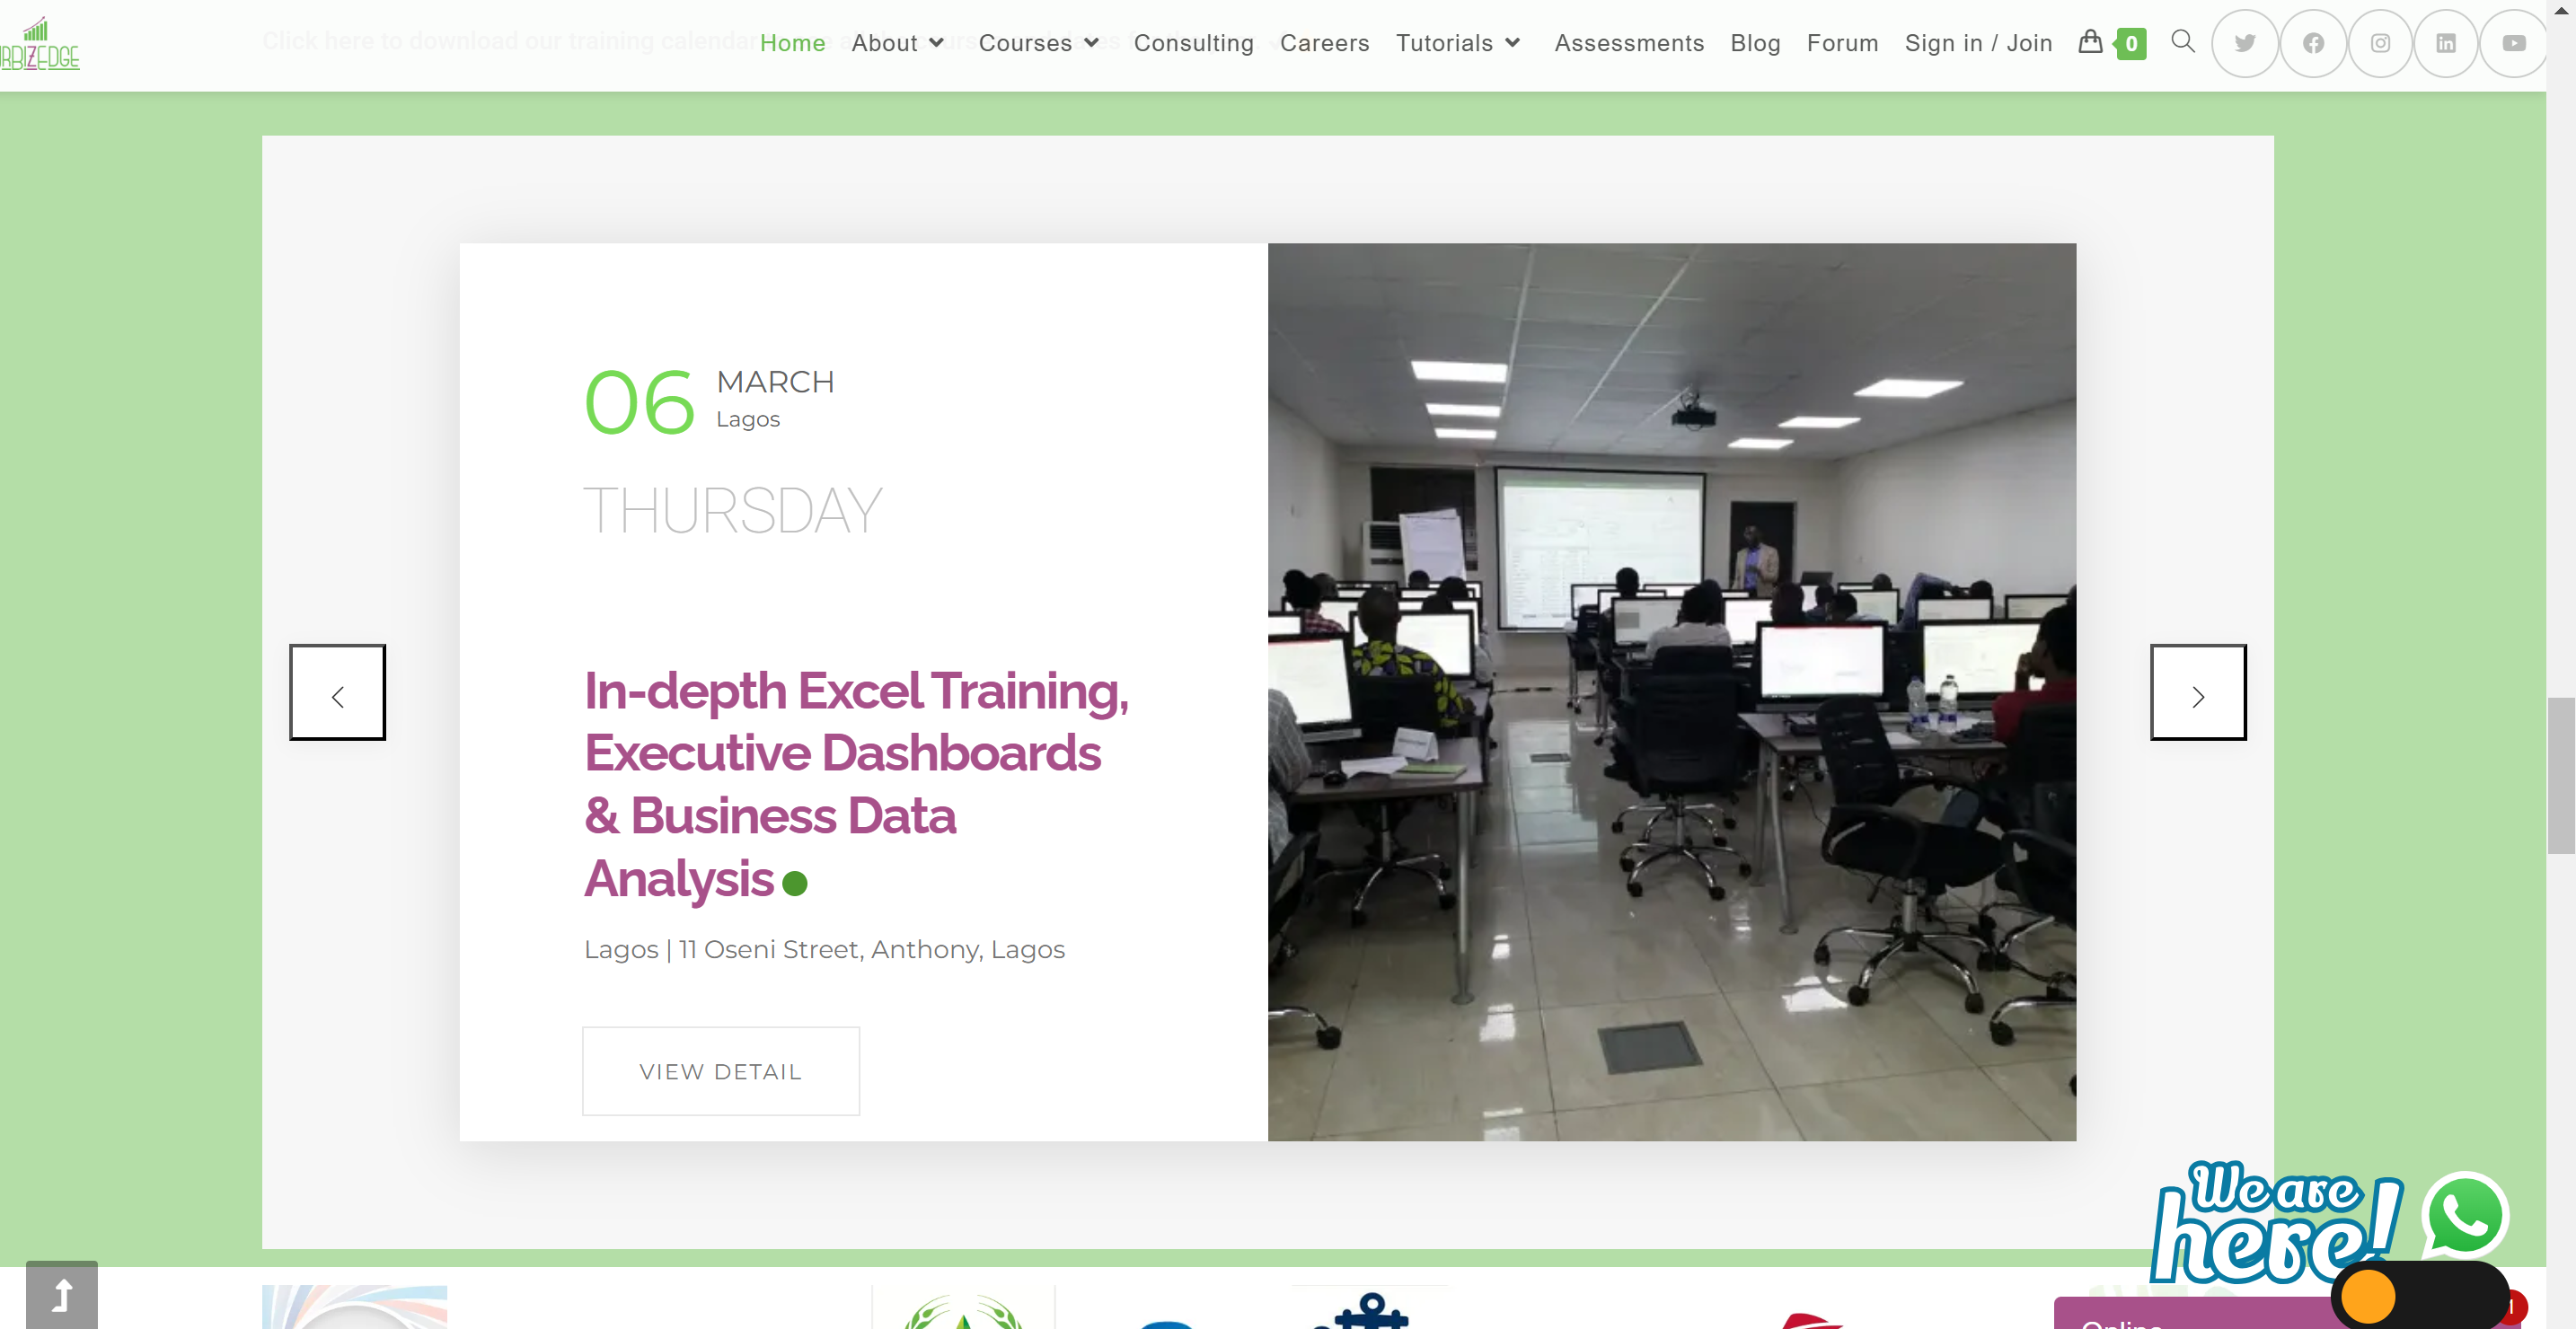 RBIZEDGE
Click here to download our training calendar
Home About Courses Consulting Careers Tutorials Assessments Blog Forum Sign in / Join 0
06 MARCH
Lagos
THURSDAY
In-depth Excel Training,
Executive Dashboards
& Business Data
Analysis
Lagos | 11 Oseni Street, Anthony, Lagos
VIEW DETAIL
We are
here!
1